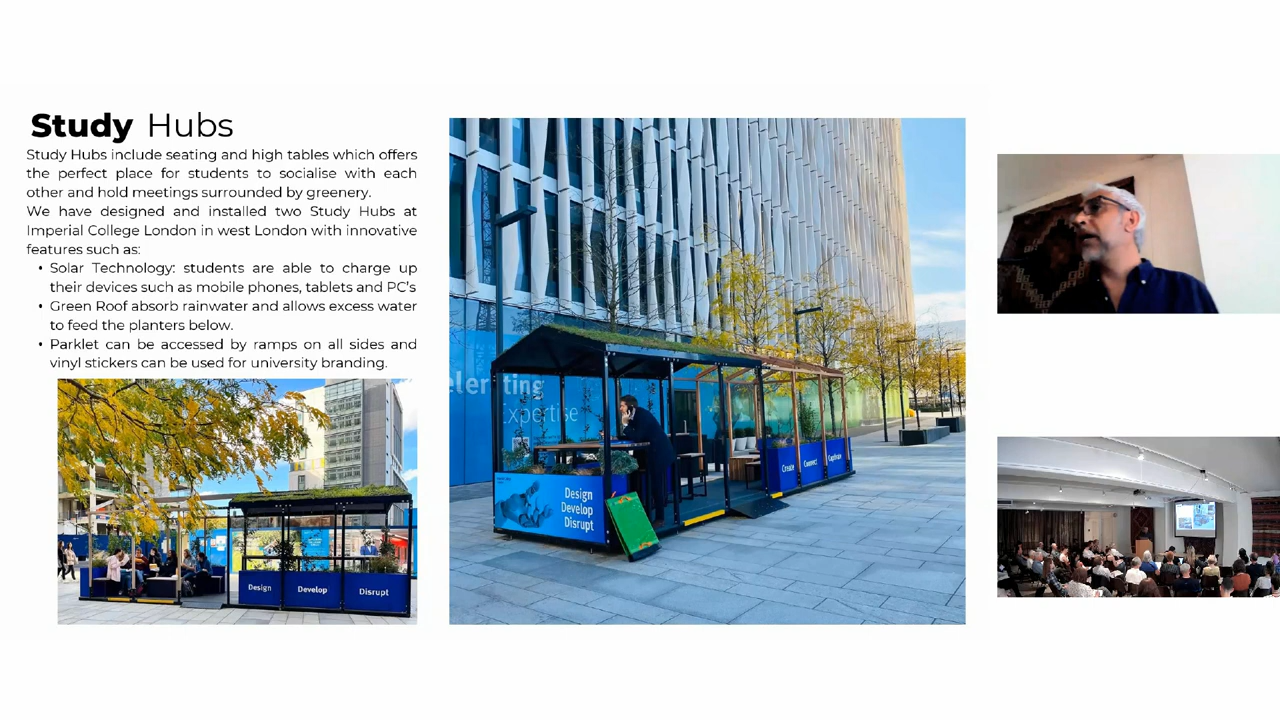 Study Hubs
Study Hubs include seating and high tables which offers
the perfect place for students to socialise with each
other and hold meetings surrounded by greenery.
We have designed and installed two Study Hubs at
Imperial College London in west London with innovative
features such as:
• Solar Technology: students are able to charge up
their devices such as mobile phones, tablets and PC's
• Green Roof absorb rainwater and allows excess water
to feed the planters below.
• Parklet can be accessed by ramps on all sides and
vinyl stickers can be used for university branding.
Design
Develop
Disrupt
elerating
Expertise
Design
Develop
Disrupt
Create
Connect
Captivate